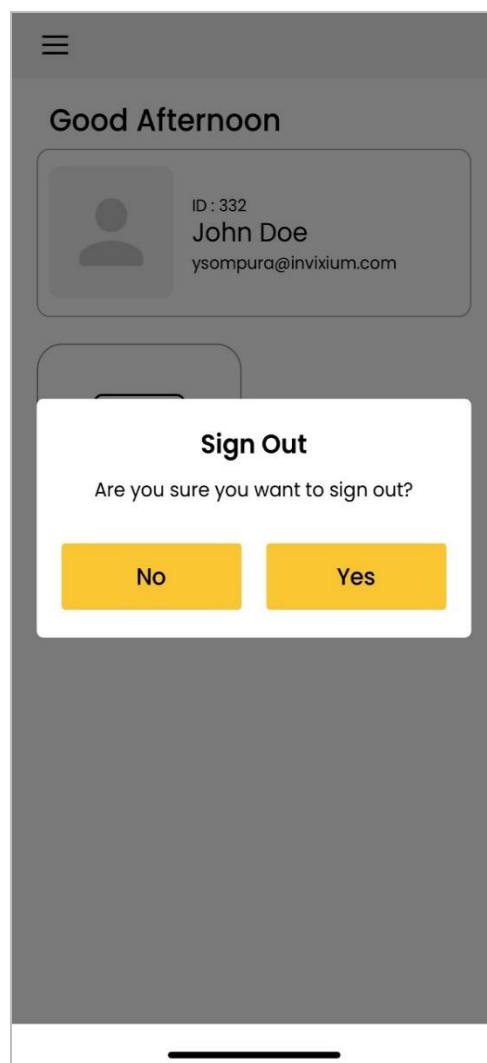 Good Afternoon
ID : 332
John Doe
ysompura@invixium.com
Sign Out
Are you sure you want to sign out?
No
Yes